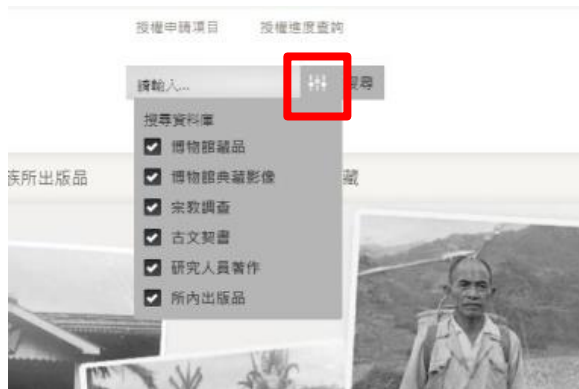 授權申請項目 授權進度查詢
請輸入... 搜尋
搜尋資料庫
博物館藏品
族所出版品 博物館典藏影像 藏
宗教調查
古文契書
研究人員著作
所內出版品